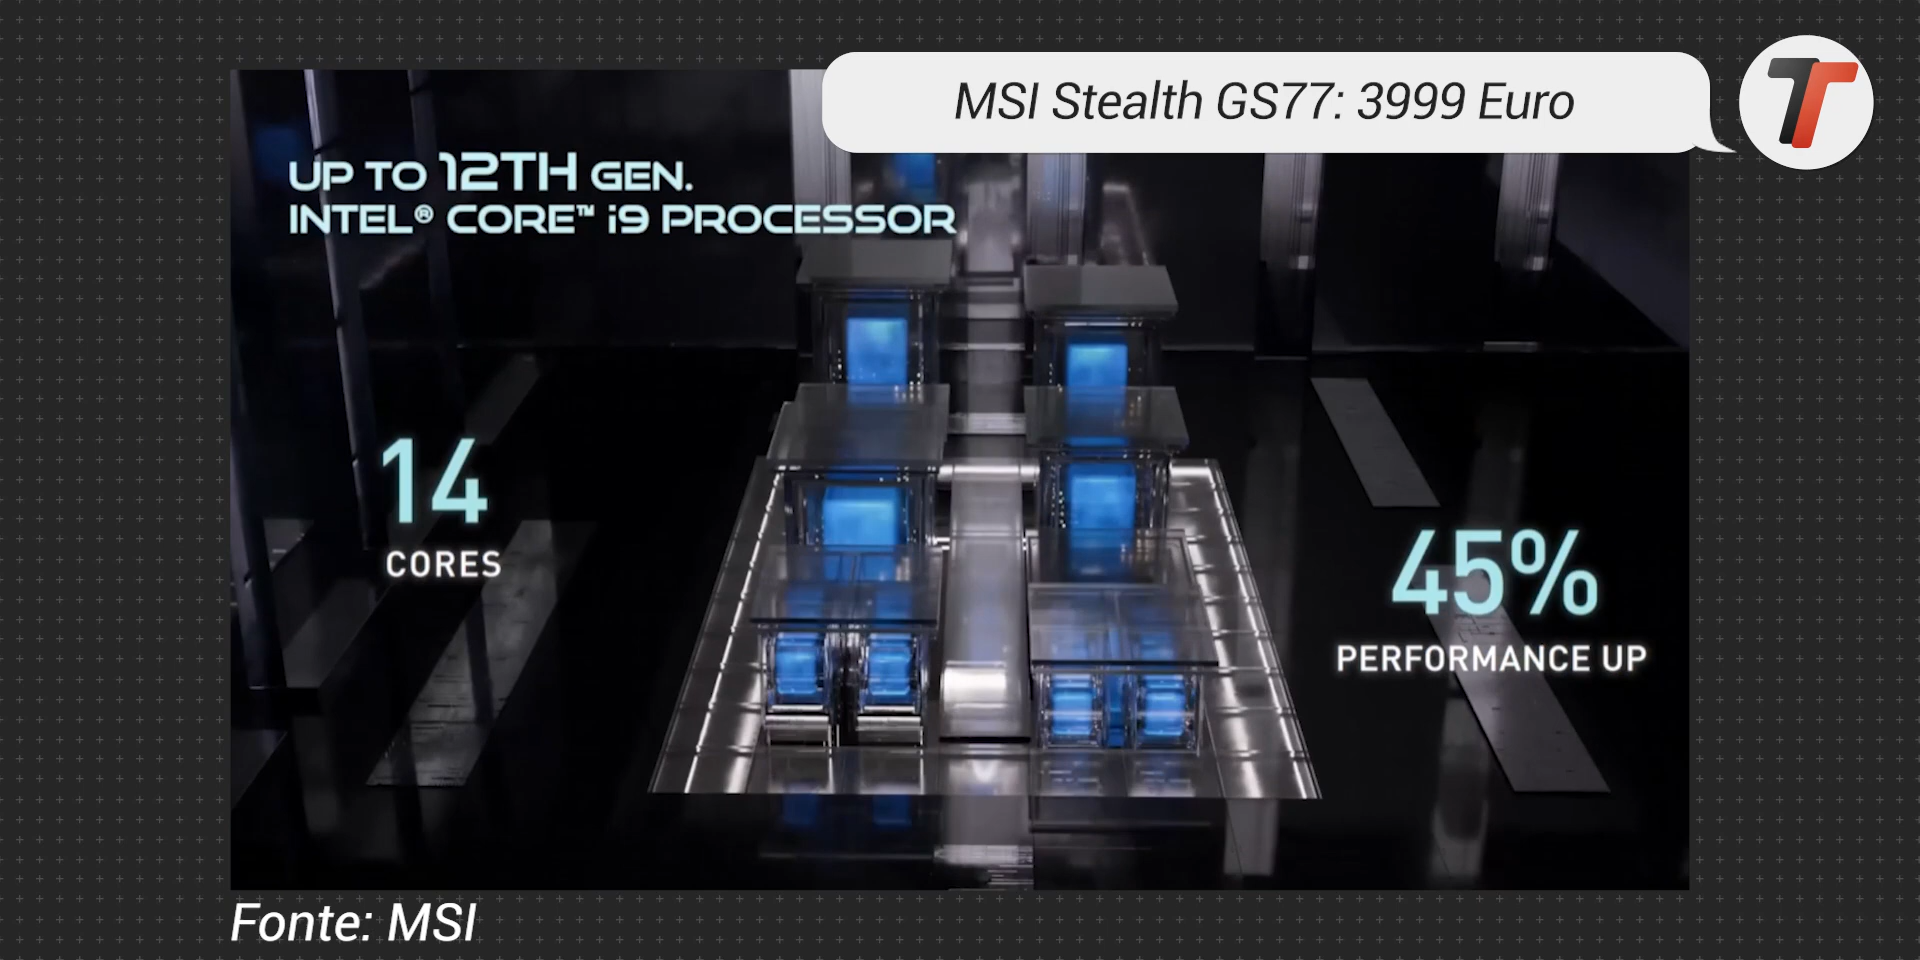 MSI Stealth GS77: 3999 Euro
UP TO 12TH GEN.
INTEL® CORE™ i9 PROCESSOR
14
CORES
45%
PERFORMANCE UP
Fonte: MSI